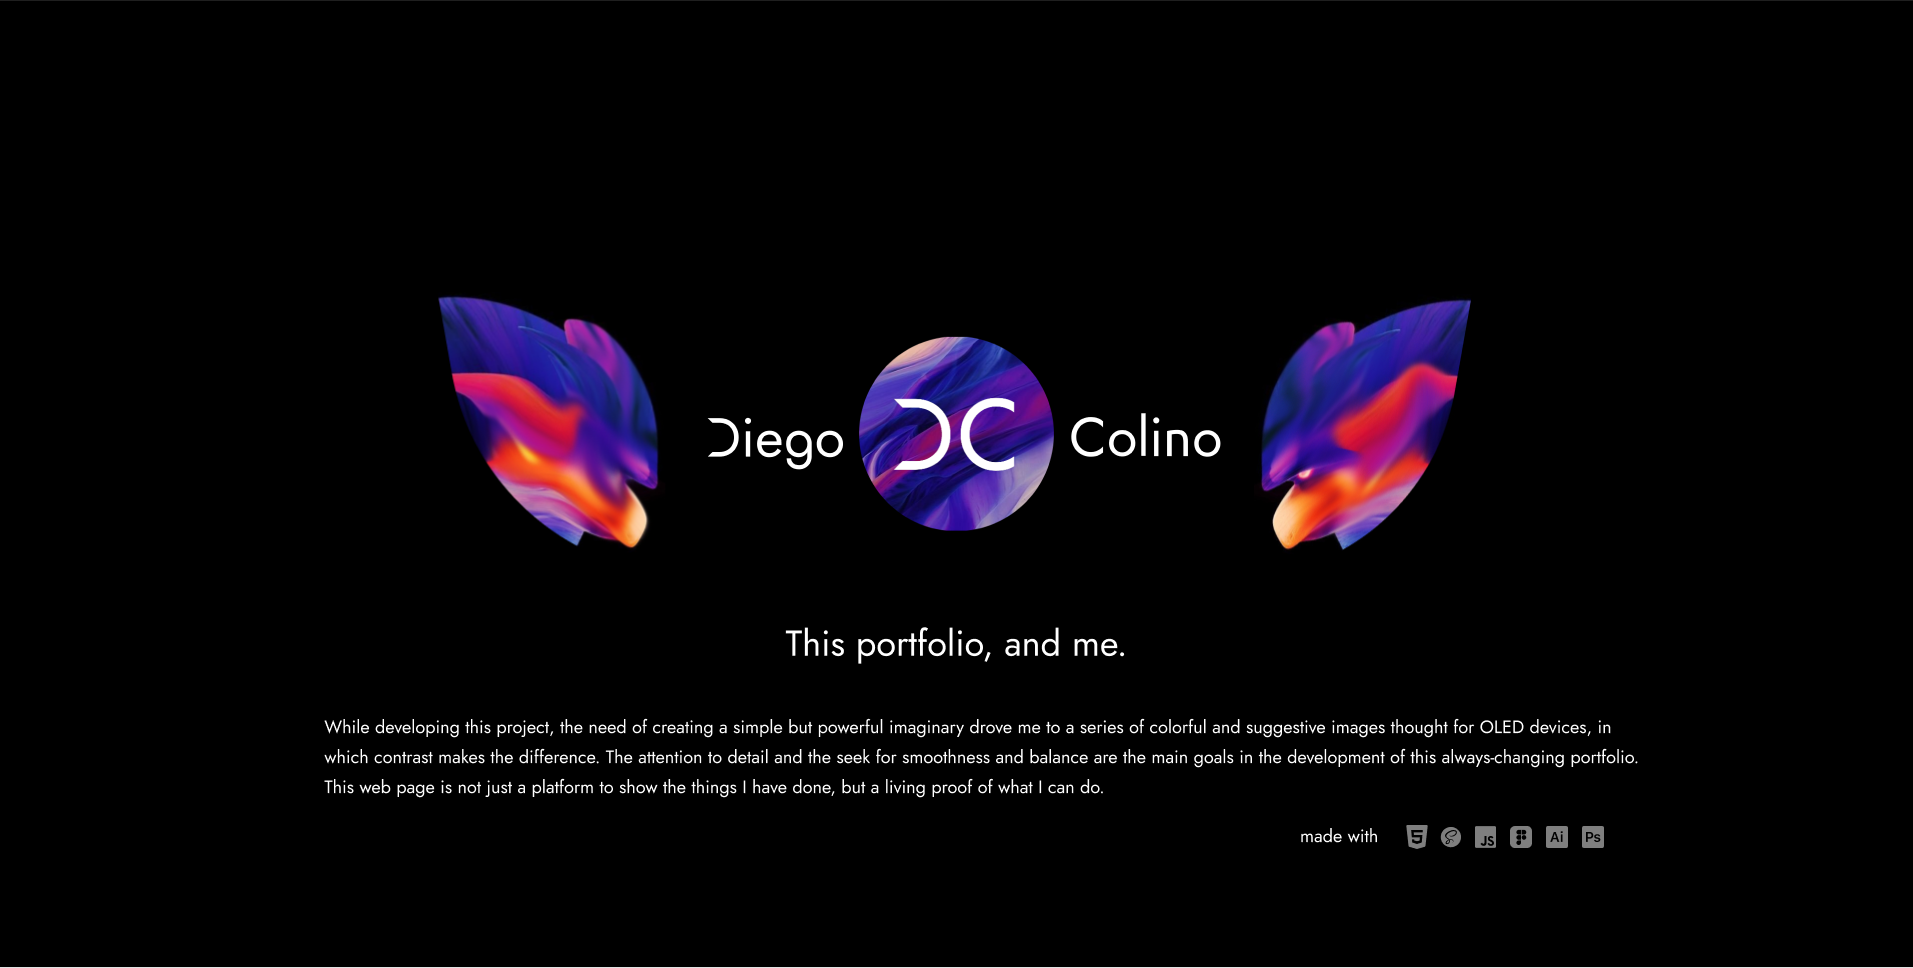 Diego DC Colino
This portfolio, and me.
While developing this project, the need of creating a simple but powerful imaginary drove me to a series of colorful and suggestive images thought for OLED devices, in
which contrast makes the difference. The attention to detail and the seek for smoothness and balance are the main goals in the development of this always-changing portfolio.
This web page is not just a platform to show the things I have done, but a living proof of what I can do.
made with 5 S JS Ai Ps